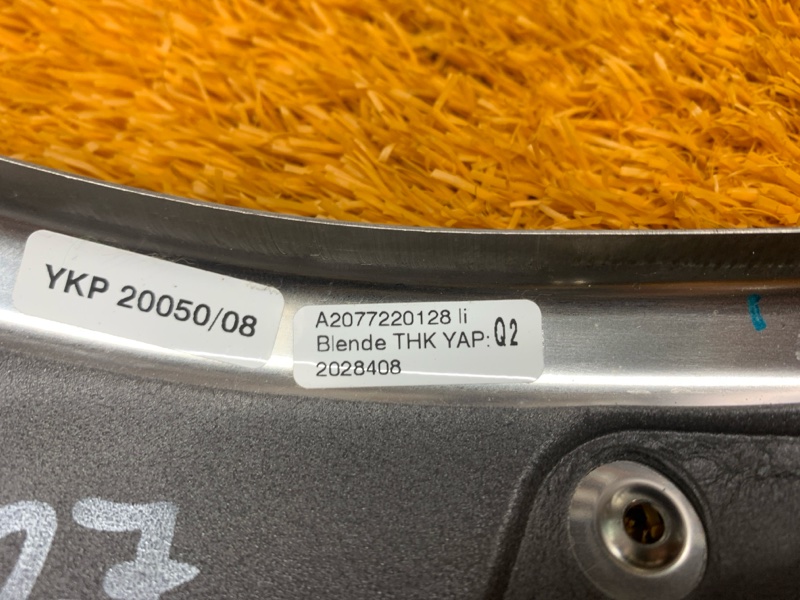 YKP 20050/08
A2077220128 li
Blende THK YAP: Q2
2028408